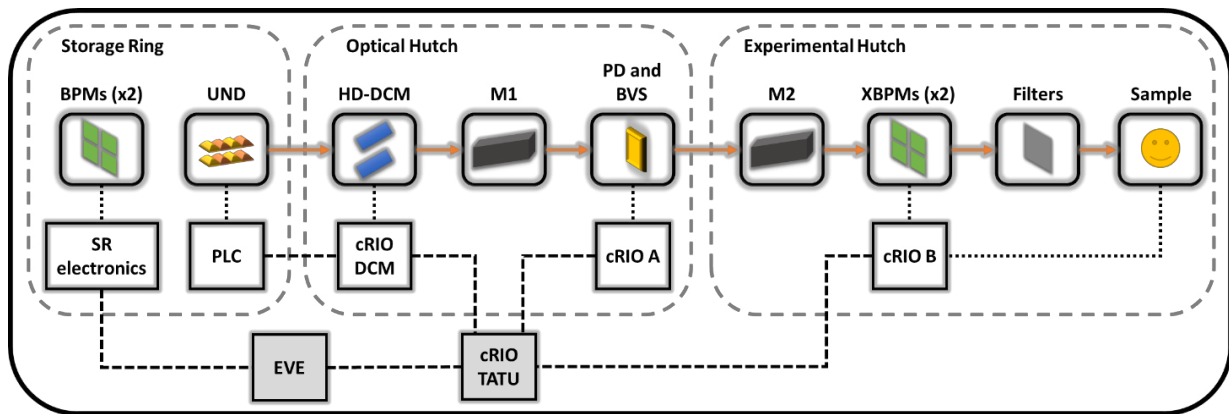 Storage Ring
Optical Hutch
Experimental Hutch
BPMs (x2)
UND
HD-DCM
M1
PD and
BVS
M2
XBPMs (x2)
Filters
Sample
SR
electronics
PLC
cRIO
DCM
cRIO A
cRIO B
EVE
cRIO
TATU